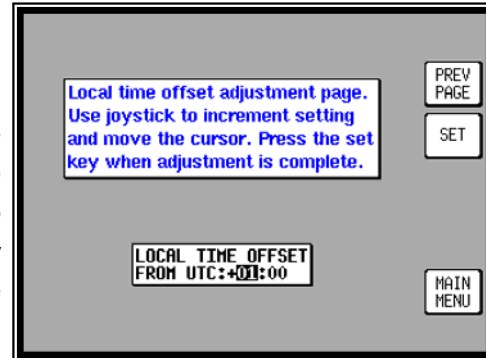 Local time offset adjustment page.
Use joystick to increment setting
and move the cursor. Press the set
key when adjustment is complete.
PREV
PAGE
SET
LOCAL TIME OFFSET
FROM UTC:+01:00
MAIN
MENU